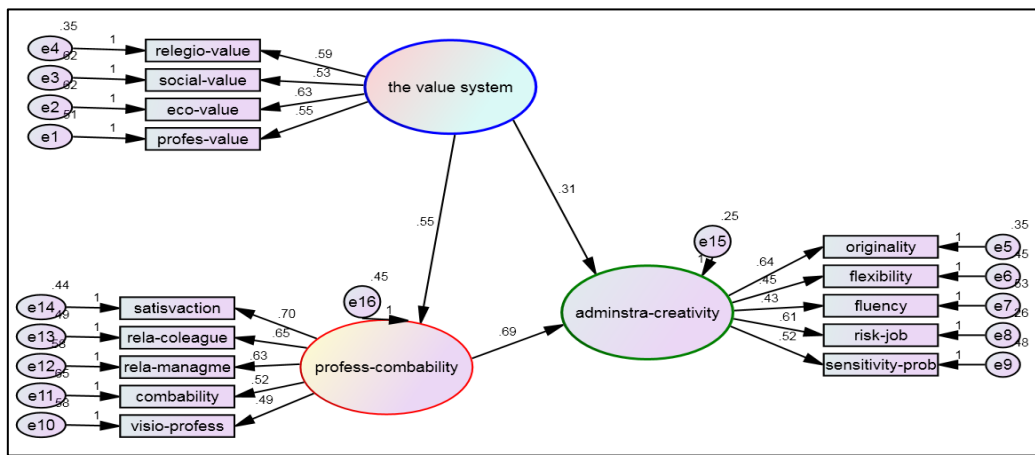 .35
e4
1
relegio-value
.59
.62
e3
1
social-value
.53
.62
e2
1
eco-value
.63
.51
e1
1
profes-value
.55
the value system
.55
.31
.25
e15
1
.45
e16
1
.44
e14
1
satisvaction
.70
.49
e13
1
rela-coleague
.65
.58
e12
1
rela-managme
.63
.65
e11
1
combability
.52
.58
e10
1
visio-profess
.49
profess-combability
.69
adminstra-creativity
.64
originality
1
e5
.35
.45
flexibility
1
e6
.45
.43
fluency
1
e7
.63
.61
risk-job
1
e8
.26
.52
sensitivity-prob
1
e9
.48